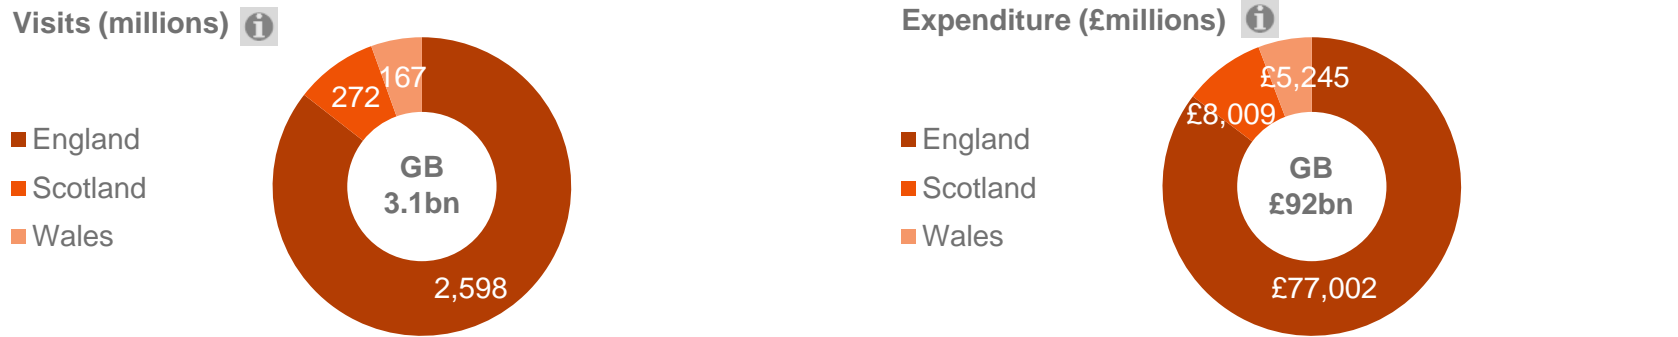 Visits (millions)
167
272
England
Scotland
Wales
GB
3.1bn
2,598
Expenditure (£millions)
£5,245
£8,009
England
Scotland
Wales
GB
£92bn
£77,002